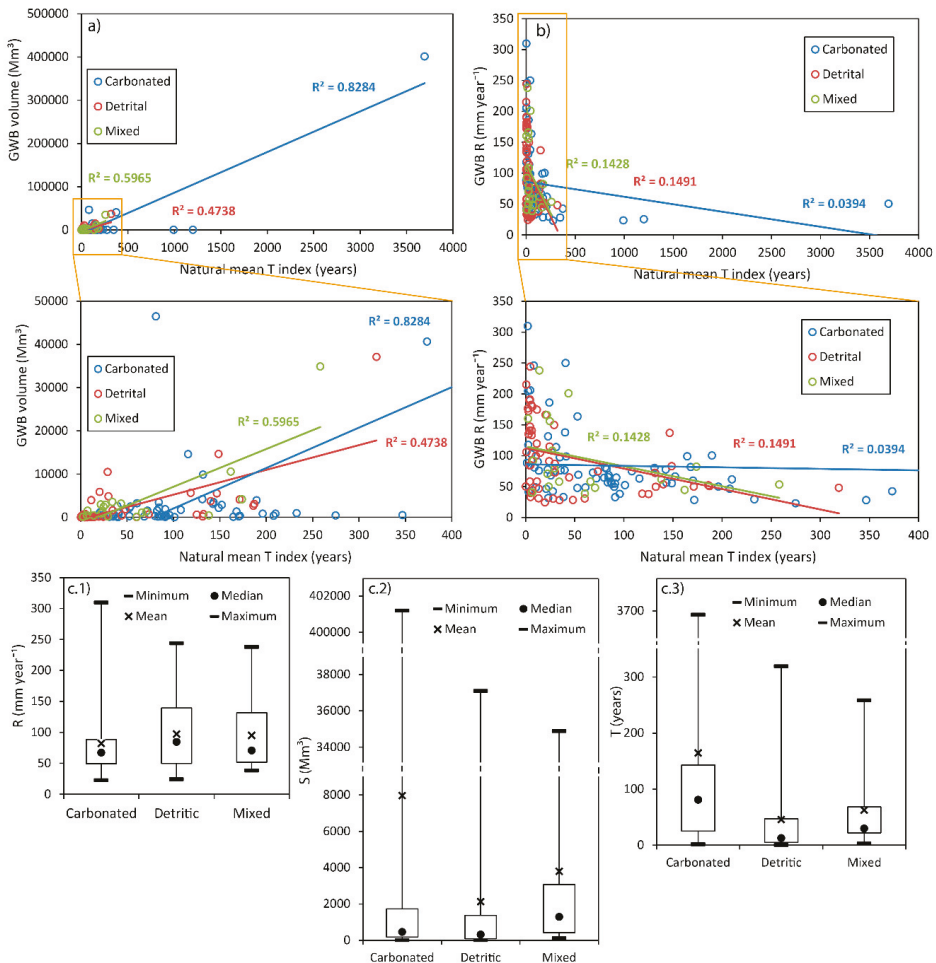 a)
GWB volume (Mm³)
500000
400000
300000
200000
100000
0
Carbonated
Detrital
Mixed
R² = 0.8284
R² = 0.5965
R² = 0.4738
0 500 1000 1500 2000 2500 3000 3500 4000
Natural mean T index (years)
b)
GWB R (mm year⁻¹)
350
300
250
200
150
100
50
0
Carbonated
Detrital
Mixed
R² = 0.1428
R² = 0.1491
R² = 0.0394
0 500 1000 1500 2000 2500 3000 3500 4000
Natural mean T index (years)
GWB volume (Mm³)
50000
40000
30000
20000
10000
0
Carbonated
Detrital
Mixed
R² = 0.8284
R² = 0.5965
R² = 0.4738
0 50 100 150 200 250 300 350 400
Natural mean T index (years)
GWB R (mm year⁻¹)
350
300
250
200
150
100
50
0
Carbonated
Detrital
Mixed
R² = 0.1428
R² = 0.1491
R² = 0.0394
0 50 100 150 200 250 300 350 400
Natural mean T index (years)
c.1)
Minimum Median
Mean Maximum
R (mm year⁻¹)
350
300
250
200
150
100
50
0
Carbonated Detritic Mixed
c.2)
Minimum Median
Mean Maximum
S (Mm³)
402000
400000
38000
36000
34000
8000
6000
4000
2000
0
Carbonated Detritic Mixed
c.3)
Minimum Median
Mean Maximum
T (years)
3700
300
200
100
0
Carbonated Detritic Mixed